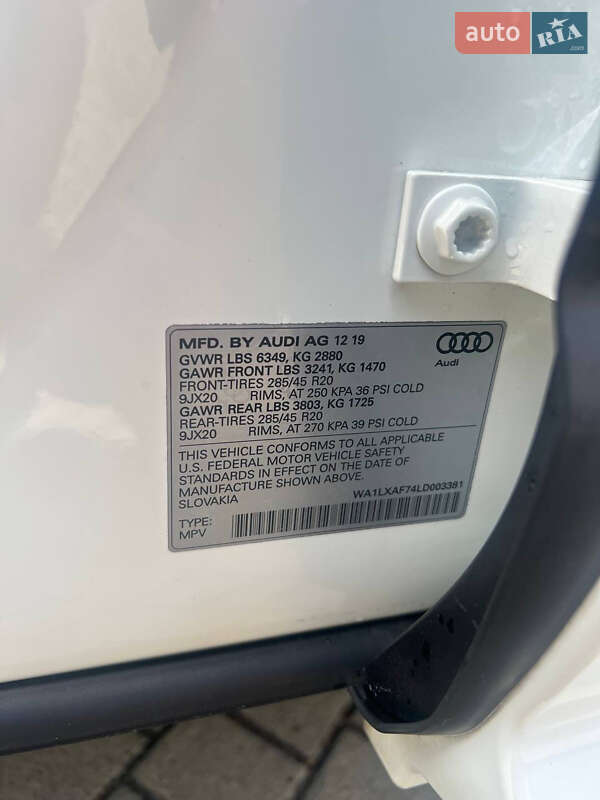 auto RIA
.com
MFD. BY AUDI AG 12 19
GVWR LBS 6349, KG 2880
GAWR FRONT LBS 3241, KG 1470
FRONT-TIRES 285/45 R20
9JX20 RIMS, AT 250 KPA 36 PSI COLD
GAWR REAR LBS 3803, KG 1725
REAR-TIRES 285/45 R20
9JX20 RIMS, AT 270 KPA 39 PSI COLD
Audi
THIS VEHICLE CONFORMS TO ALL APPLICABLE
U.S. FEDERAL MOTOR VEHICLE SAFETY
STANDARDS IN EFFECT ON THE DATE OF
MANUFACTURE SHOWN ABOVE.
SLOVAKIA WA1LXAF74LD003381
TYPE:
MPV